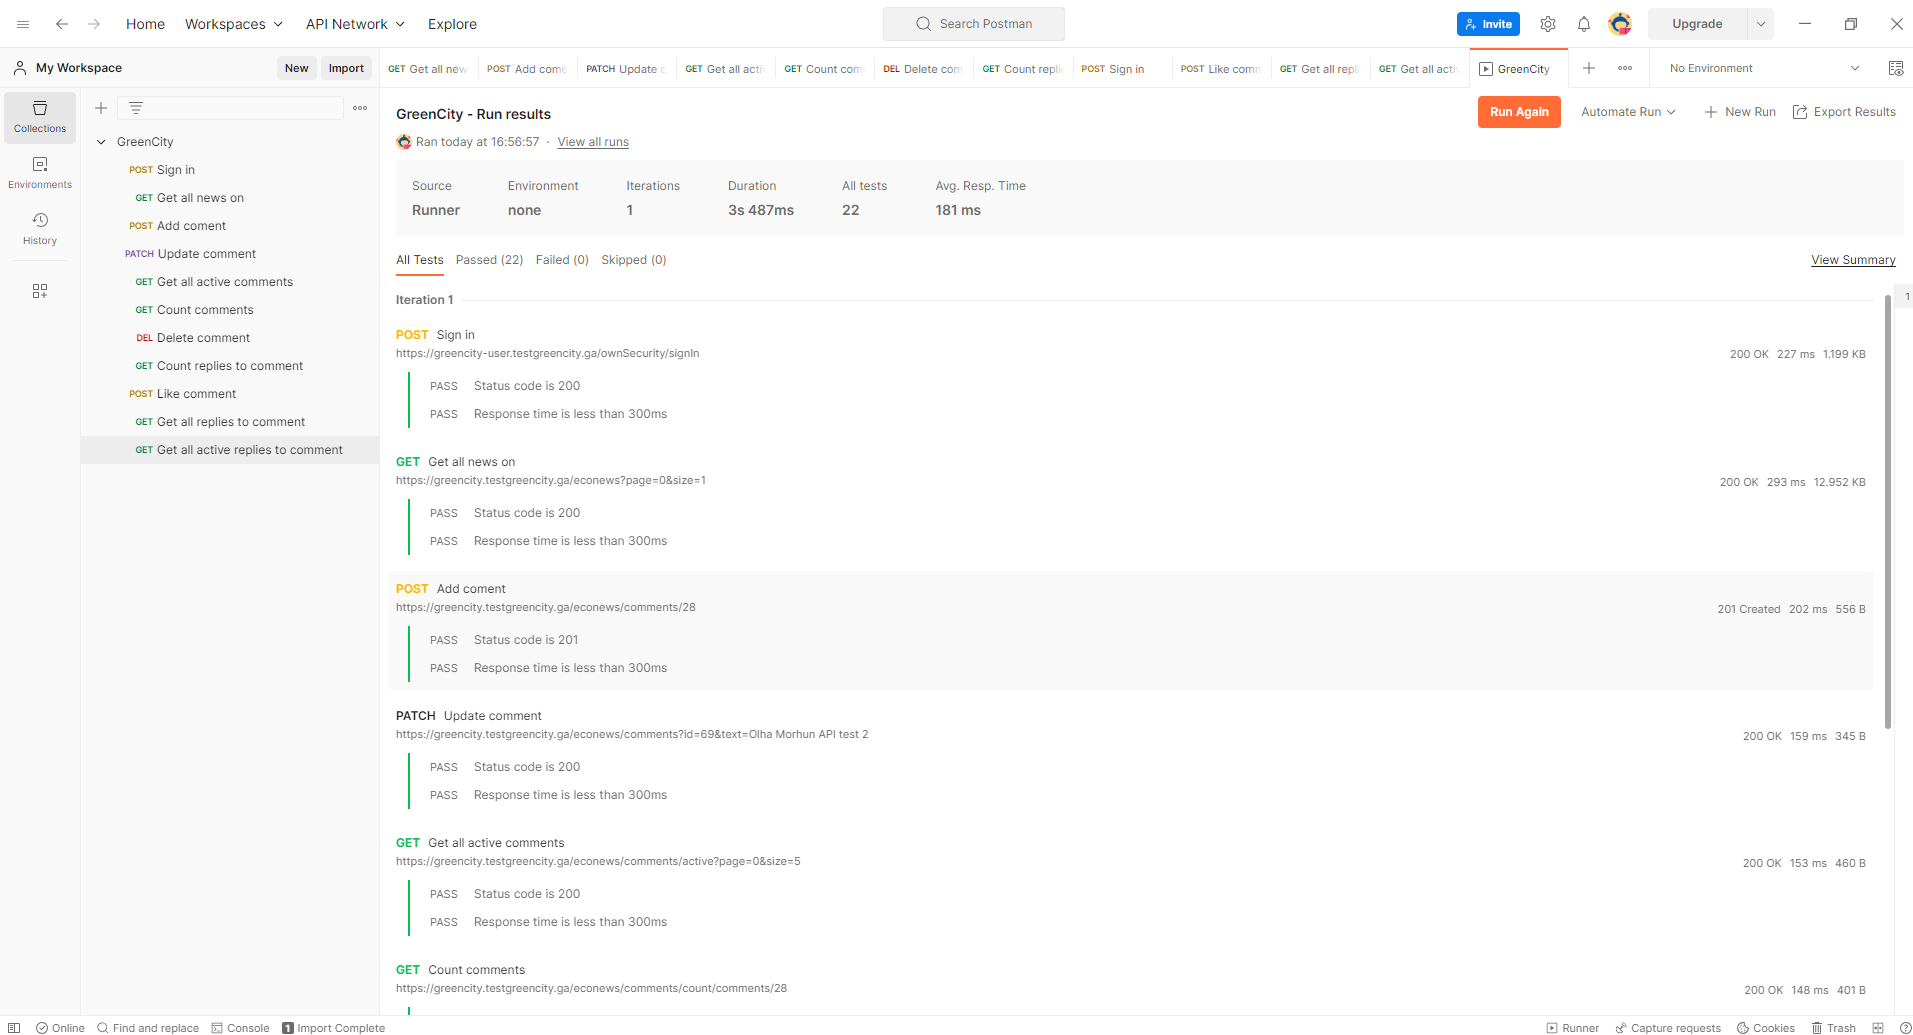 Home Workspaces API Network Explore
Search Postman
Invite
Upgrade
My Workspace
New
Import
GET Get all new
POST Add come
PATCH Update c
GET Get all acti
GET Count com
DEL Delete com
GET Count repli
POST Sign in
POST Like comn
GET Get all repl
GET Get all acti
GreenCity
No Environment
Collections
Environments
History
GreenCity
POST Sign in
GET Get all news on
POST Add coment
PATCH Update comment
GET Get all active comments
GET Count comments
DEL Delete comment
GET Count replies to comment
POST Like comment
GET Get all replies to comment
GET Get all active replies to comment
GreenCity - Run results
Run Again
Automate Run
New Run
Export Results
Ran today at 16:56:57 · View all runs
Source Environment Iterations Duration All tests Avg. Resp. Time
Runner none 1 3s 487ms 22 181 ms
All Tests Passed (22) Failed (0) Skipped (0)
View Summary
Iteration 1
1
POST Sign in
https://greencity-user.testgreencity.ga/ownSecurity/signIn
200 OK 227 ms 1.199 KB
PASS Status code is 200
PASS Response time is less than 300ms
GET Get all news on
https://greencity.testgreencity.ga/econews?page=0&size=1
200 OK 293 ms 12.952 KB
PASS Status code is 200
PASS Response time is less than 300ms
POST Add coment
https://greencity.testgreencity.ga/econews/comments/28
201 Created 202 ms 556 B
PASS Status code is 201
PASS Response time is less than 300ms
PATCH Update comment
https://greencity.testgreencity.ga/econews/comments?id=69&text=Olha Morhun API test 2
200 OK 159 ms 345 B
PASS Status code is 200
PASS Response time is less than 300ms
GET Get all active comments
https://greencity.testgreencity.ga/econews/comments/active?page=0&size=5
200 OK 153 ms 460 B
PASS Status code is 200
PASS Response time is less than 300ms
GET Count comments
https://greencity.testgreencity.ga/econews/comments/count/comments/28
200 OK 148 ms 401 B
Online
Find and replace
Console
1 Import Complete
Runner
Capture requests
Cookies
Trash